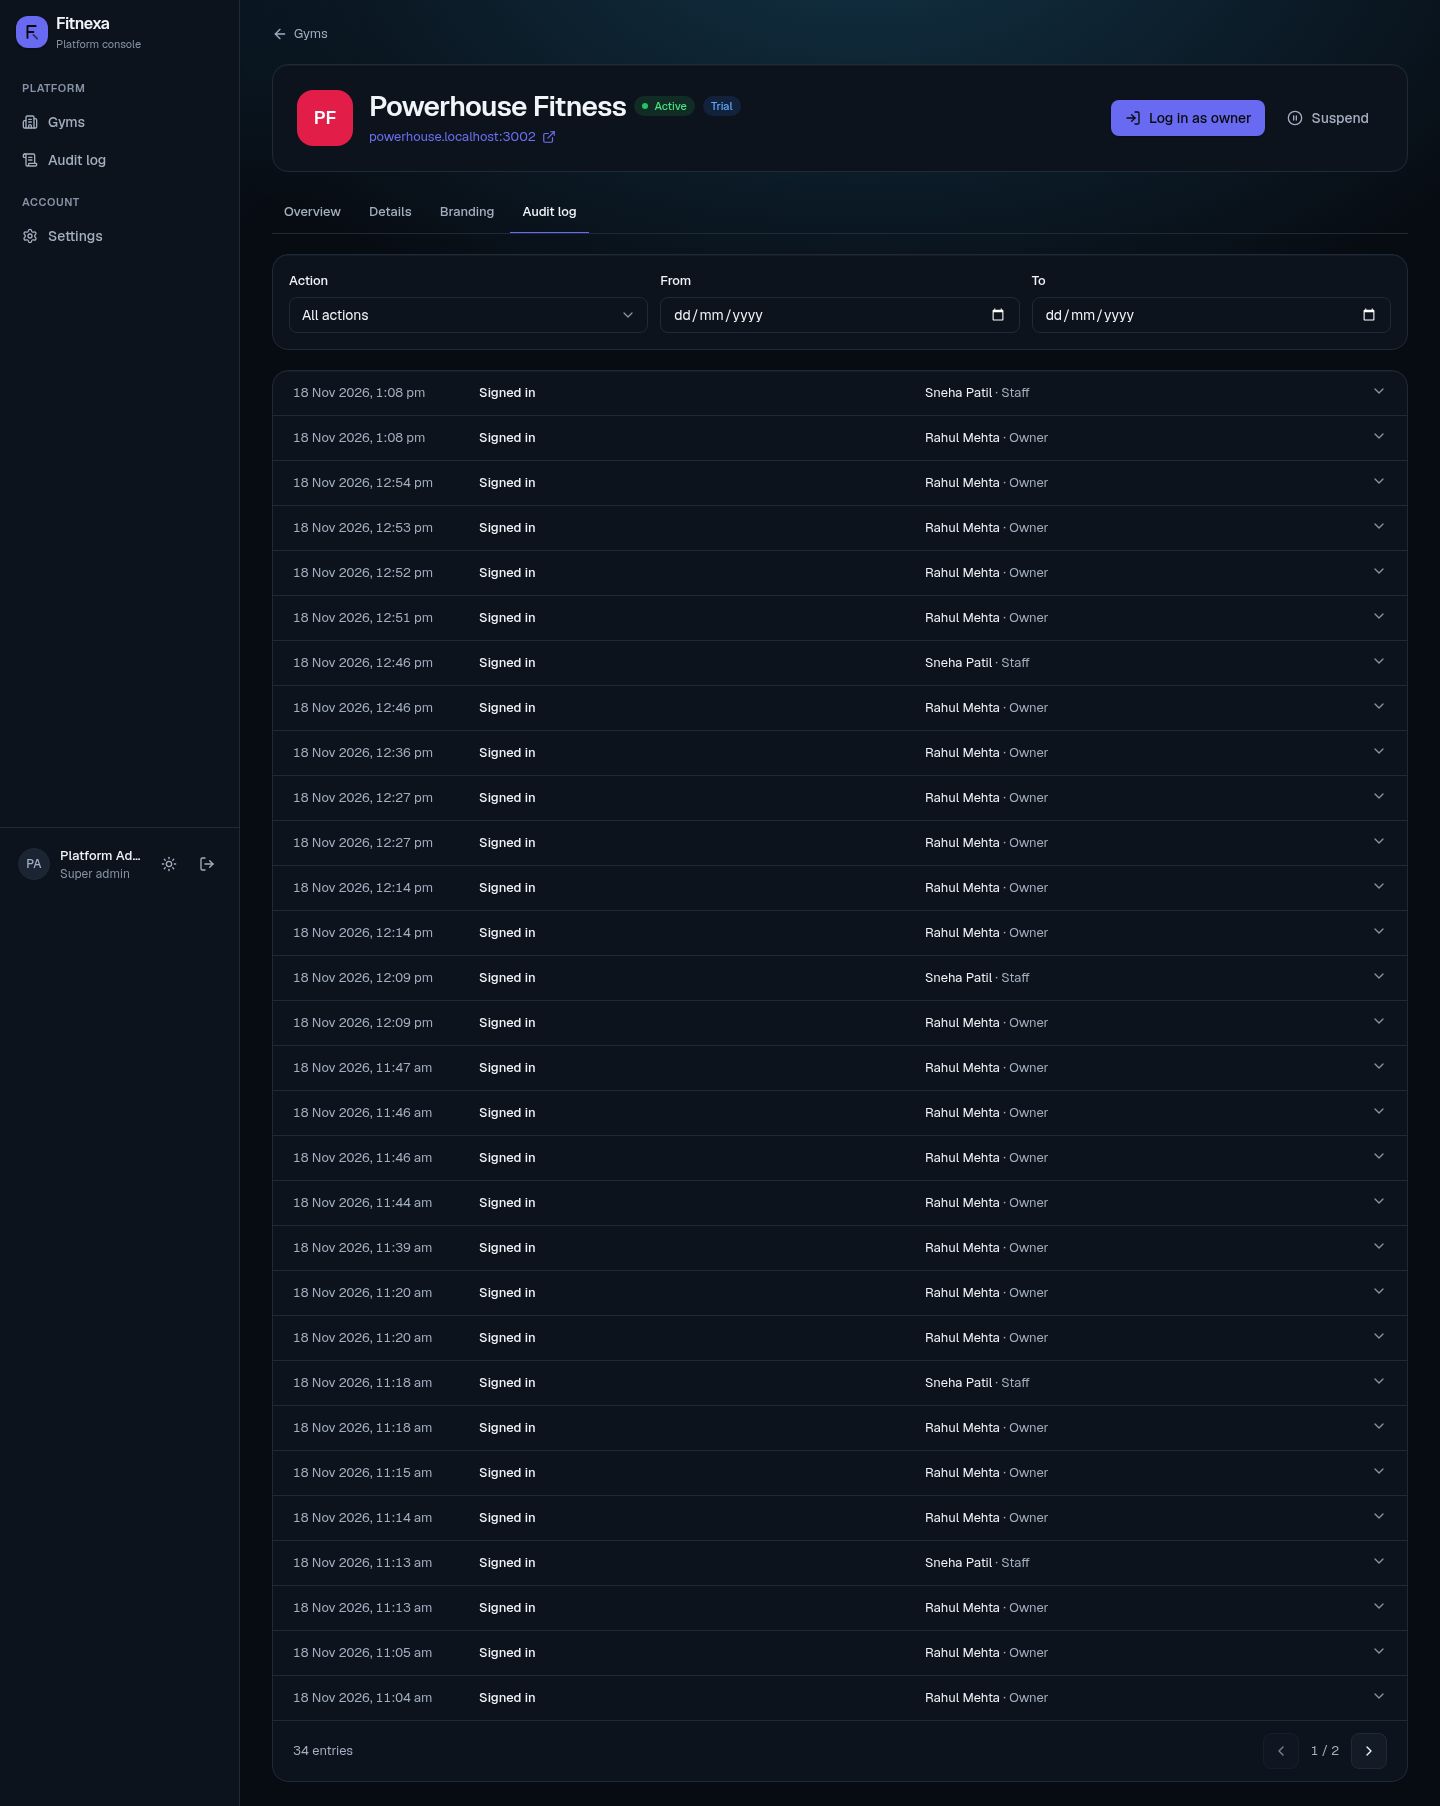 Fitnexa
Platform console
PLATFORM
Gyms
Audit log
ACCOUNT
Settings
PA
Platform Ad...
Super admin
Gyms
PF
Powerhouse Fitness
Active
Trial
powerhouse.localhost:3002
Log in as owner
Suspend
Overview
Details
Branding
Audit log
Action
From
To
All actions
dd/mm/yyyy
dd/mm/yyyy
18 Nov 2026, 1:08 pm Signed in Sneha Patil · Staff
18 Nov 2026, 1:08 pm Signed in Rahul Mehta · Owner
18 Nov 2026, 12:54 pm Signed in Rahul Mehta · Owner
18 Nov 2026, 12:53 pm Signed in Rahul Mehta · Owner
18 Nov 2026, 12:52 pm Signed in Rahul Mehta · Owner
18 Nov 2026, 12:51 pm Signed in Rahul Mehta · Owner
18 Nov 2026, 12:46 pm Signed in Sneha Patil · Staff
18 Nov 2026, 12:46 pm Signed in Rahul Mehta · Owner
18 Nov 2026, 12:36 pm Signed in Rahul Mehta · Owner
18 Nov 2026, 12:27 pm Signed in Rahul Mehta · Owner
18 Nov 2026, 12:27 pm Signed in Rahul Mehta · Owner
18 Nov 2026, 12:14 pm Signed in Rahul Mehta · Owner
18 Nov 2026, 12:14 pm Signed in Rahul Mehta · Owner
18 Nov 2026, 12:09 pm Signed in Sneha Patil · Staff
18 Nov 2026, 12:09 pm Signed in Rahul Mehta · Owner
18 Nov 2026, 11:47 am Signed in Rahul Mehta · Owner
18 Nov 2026, 11:46 am Signed in Rahul Mehta · Owner
18 Nov 2026, 11:46 am Signed in Rahul Mehta · Owner
18 Nov 2026, 11:44 am Signed in Rahul Mehta · Owner
18 Nov 2026, 11:39 am Signed in Rahul Mehta · Owner
18 Nov 2026, 11:20 am Signed in Rahul Mehta · Owner
18 Nov 2026, 11:20 am Signed in Rahul Mehta · Owner
18 Nov 2026, 11:18 am Signed in Sneha Patil · Staff
18 Nov 2026, 11:18 am Signed in Rahul Mehta · Owner
18 Nov 2026, 11:15 am Signed in Rahul Mehta · Owner
18 Nov 2026, 11:14 am Signed in Rahul Mehta · Owner
18 Nov 2026, 11:13 am Signed in Sneha Patil · Staff
18 Nov 2026, 11:13 am Signed in Rahul Mehta · Owner
18 Nov 2026, 11:05 am Signed in Rahul Mehta · Owner
18 Nov 2026, 11:04 am Signed in Rahul Mehta · Owner
34 entries
1 / 2